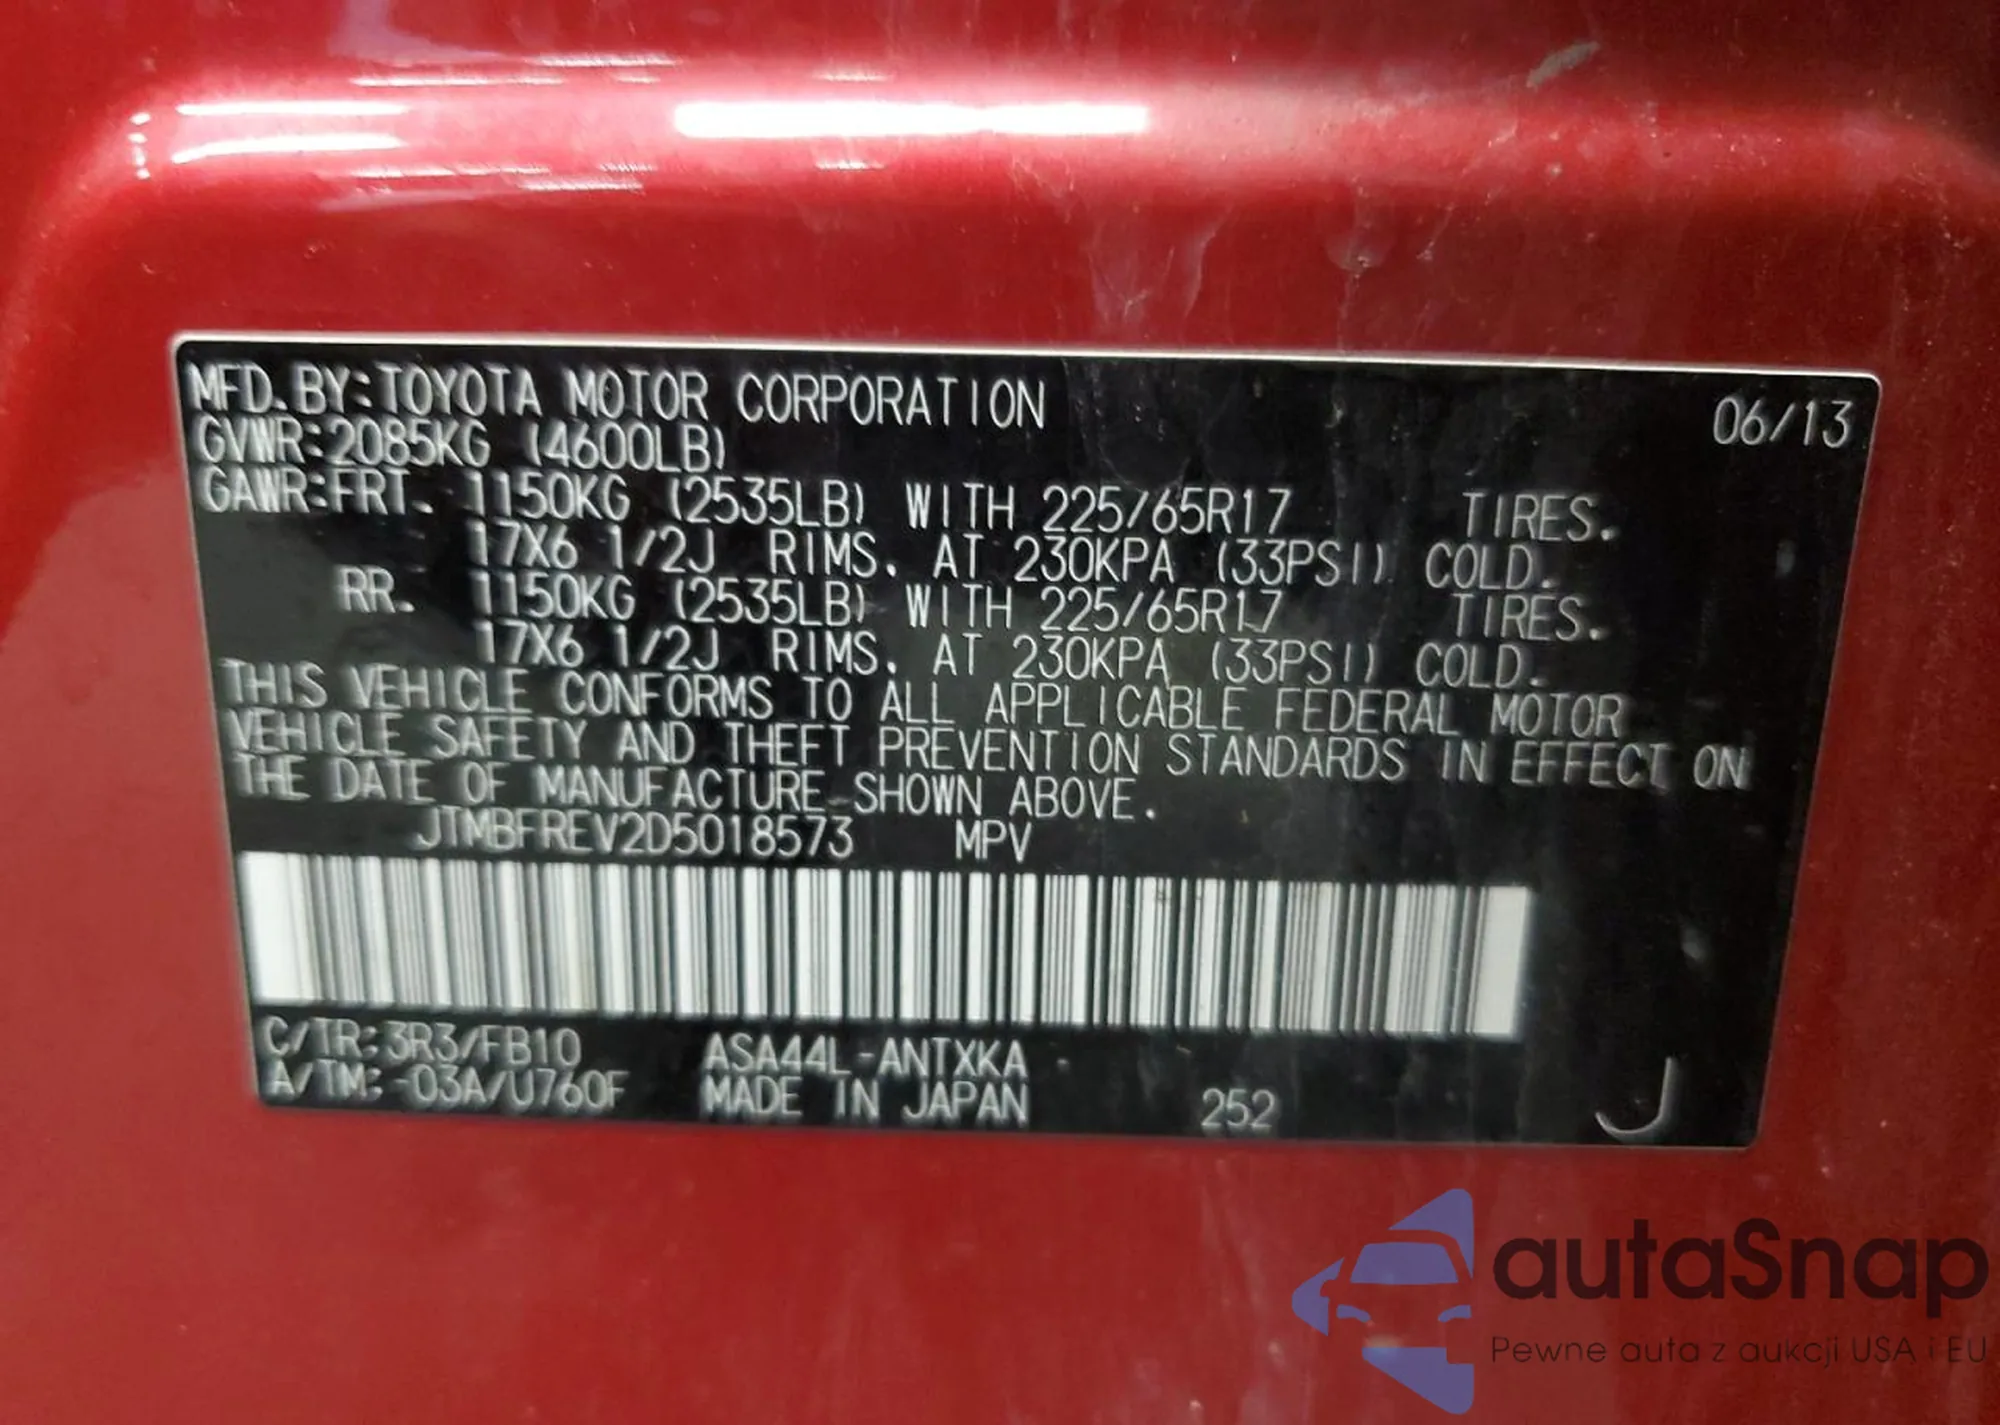 MFD.BY:TOYOTA MOTOR CORPORATION 06/13
GVWR:2085KG (4600LB)
GAWR:FRT. 1150KG (2535LB) WITH 225/65R17 TIRES.
17X6 1/2J RIMS. AT 230KPA (33PSI) COLD.
RR. 1150KG (2535LB) WITH 225/65R17 TIRES.
17X6 1/2J RIMS. AT 230KPA (33PSI) COLD.
THIS VEHICLE CONFORMS TO ALL APPLICABLE FEDERAL MOTOR
VEHICLE SAFETY AND THEFT PREVENTION STANDARDS IN EFFECT ON
THE DATE OF MANUFACTURE SHOWN ABOVE.
JTMBFREV2D5018573 MPV
C/TR:3R3/FB10 ASA44L-ANTXKA
A/TM:-03A/U760F MADE IN JAPAN 252 J
autaSnap
Pewne auta z aukcji USA i EU